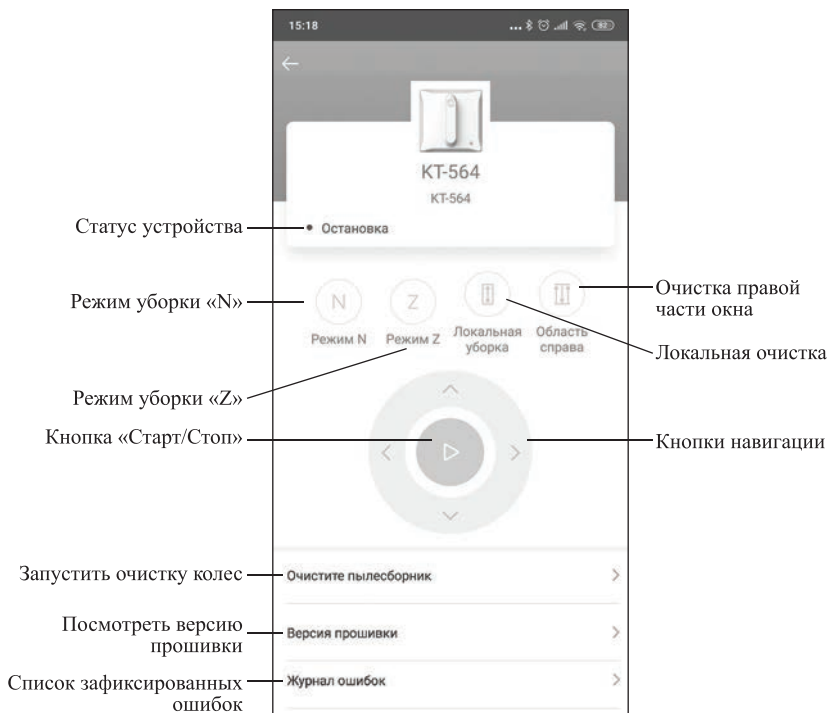 15:18
82
KT-564
KT-564
Статус устройства
Остановка
Режим уборки «N»
N
Z
Очистка правой
части окна
Режим N
Режим Z
Локальная
уборка
Область
справа
Локальная очистка
Режим уборки «Z»
Кнопка «Старт/Стоп»
Кнопки навигации
Запустить очистку колес
Очистите пылесборник
Посмотреть версию
прошивки
Версия прошивки
Список зафиксированных
ошибок
Журнал ошибок